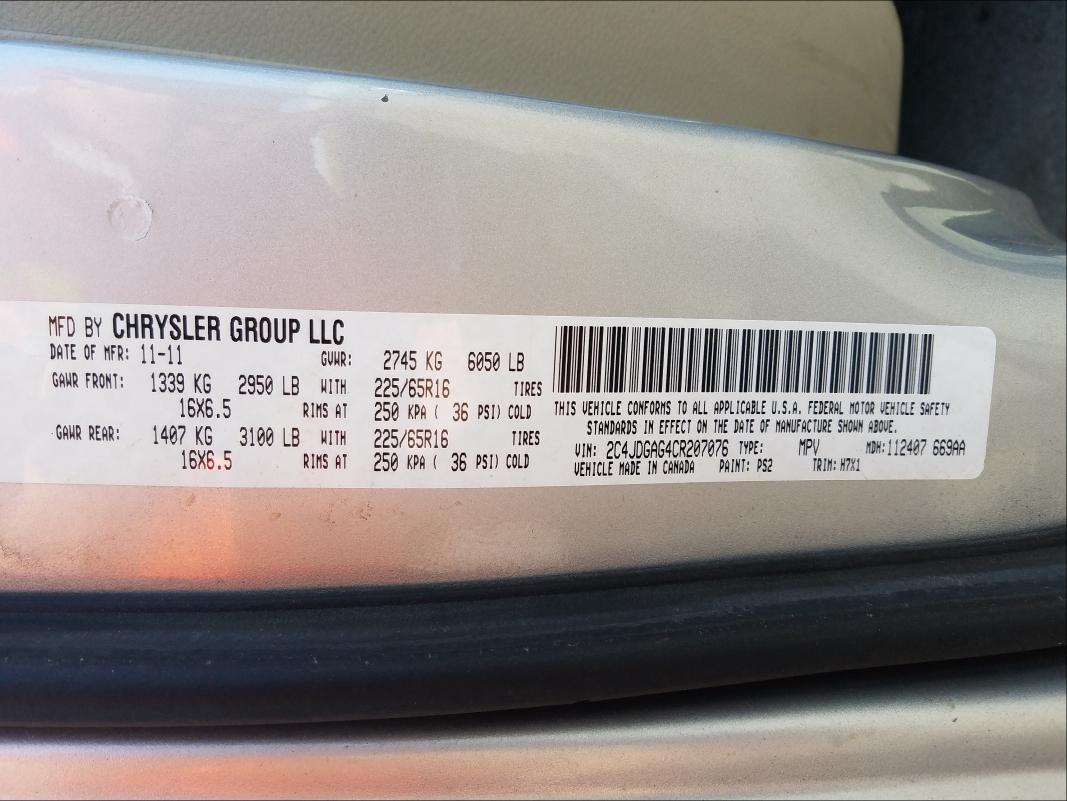 MFD BY CHRYSLER GROUP LLC
DATE OF MFR: 11-11 GVWR: 2745 KG 6050 LB
GAWR FRONT: 1339 KG 2950 LB WITH 225/65R16 TIRES
16X6.5 RIMS AT 250 KPA ( 36 PSI) COLD
GAWR REAR: 1407 KG 3100 LB WITH 225/65R16 TIRES
16X6.5 RIMS AT 250 KPA ( 36 PSI) COLD
THIS VEHICLE CONFORMS TO ALL APPLICABLE U.S.A. FEDERAL MOTOR VEHICLE SAFETY
STANDARDS IN EFFECT ON THE DATE OF MANUFACTURE SHOWN ABOVE.
VIN: 2C4JDGAG4CR207076 TYPE: MPV MDH: 112407 669AA
VEHICLE MADE IN CANADA PAINT: PS2 TRIM: H7X1